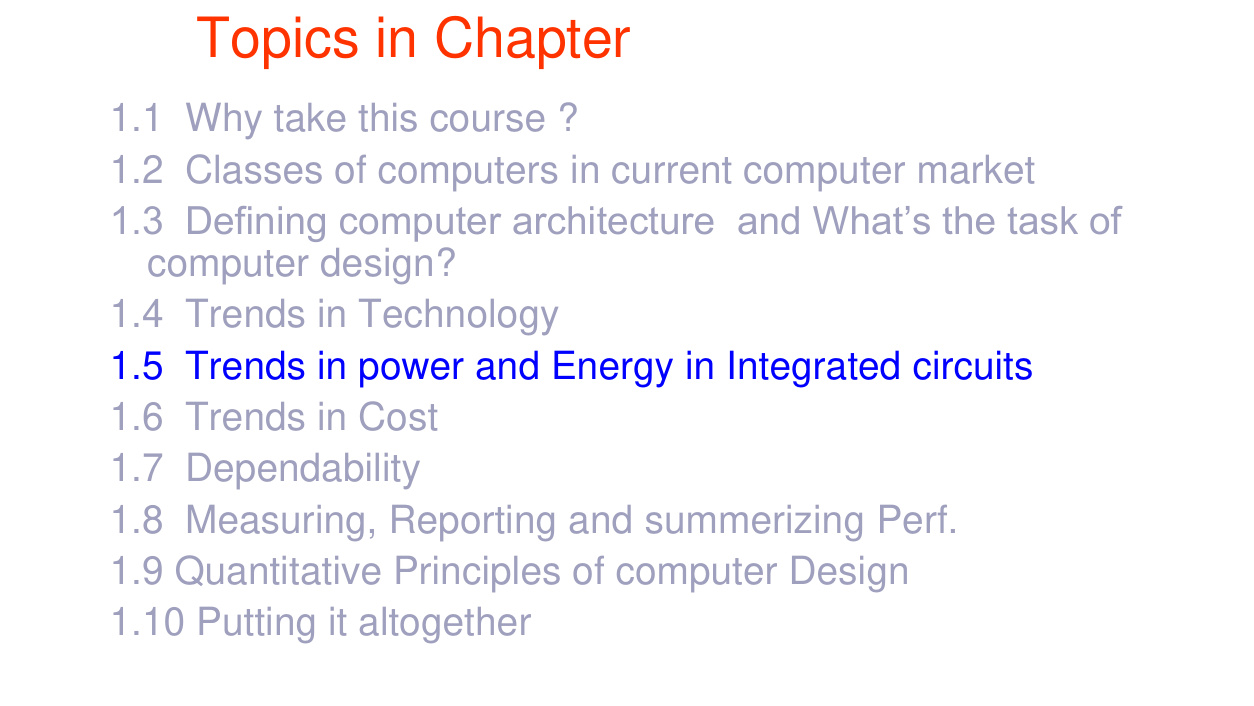 Topics in Chapter
1.1 Why take this course ?
1.2 Classes of computers in current computer market
1.3 Defining computer architecture and What’s the task of
computer design?
1.4 Trends in Technology
1.5 Trends in power and Energy in Integrated circuits
1.6 Trends in Cost
1.7 Dependability
1.8 Measuring, Reporting and summerizing Perf.
1.9 Quantitative Principles of computer Design
1.10 Putting it altogether